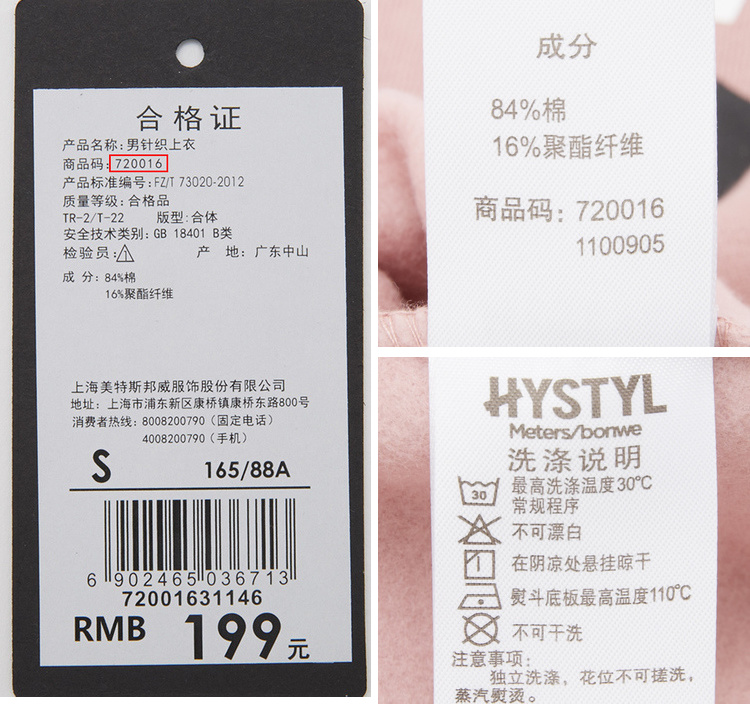 合格证
产品名称:男针织上衣
商品码:720016
产品标准编号:FZ/T 73020-2012
质量等级:合格品
TR-2/T-22 版型:合体
安全技术类别:GB 18401 B类
检验员:1 产 地:广东中山
成 分:84%棉
16%聚酯纤维
上海美特斯邦威服饰股份有限公司
地址:上海市浦东新区康桥镇康桥东路800号
消费者热线:8008200790(固定电话)
4008200790(手机)
S 165/88A
6 902465 036713
72001631146
RMB 199元
成分
84%棉
16%聚酯纤维
商品码:720016
1100905
HYSTYL
Meters/bonwe
洗涤说明
30 最高洗涤温度30℃
常规程序
不可漂白
在阴凉处悬挂晾干
熨斗底板最高温度110℃
不可干洗
注意事项:
独立洗涤,花位不可搓洗,
蒸汽熨烫。